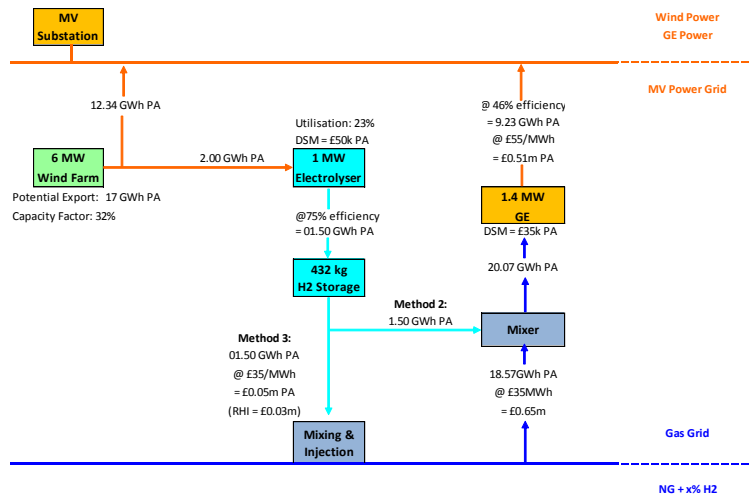 MV
Substation
Wind Power
GE Power
MV Power Grid
12.34 GWh PA
@ 46% efficiency
= 9.23 GWh PA
@ £55/MWh
= £0.51m PA
Utilisation: 23%
DSM = £50k PA
6 MW
Wind Farm
2.00 GWh PA
1 MW
Electrolyser
Potential Export: 17 GWh PA
Capacity Factor: 32%
1.4 MW
GE
DSM = £35k PA
@75% efficiency
= 01.50 GWh PA
20.07 GWh PA
432 kg
H2 Storage
Method 2:
1.50 GWh PA
Mixer
Method 3:
01.50 GWh PA
@ £35/MWh
= £0.05m PA
(RHI = £0.03m)
18.57GWh PA
@ £35MWh
= £0.65m
Mixing &
Injection
Gas Grid
NG + x% H2